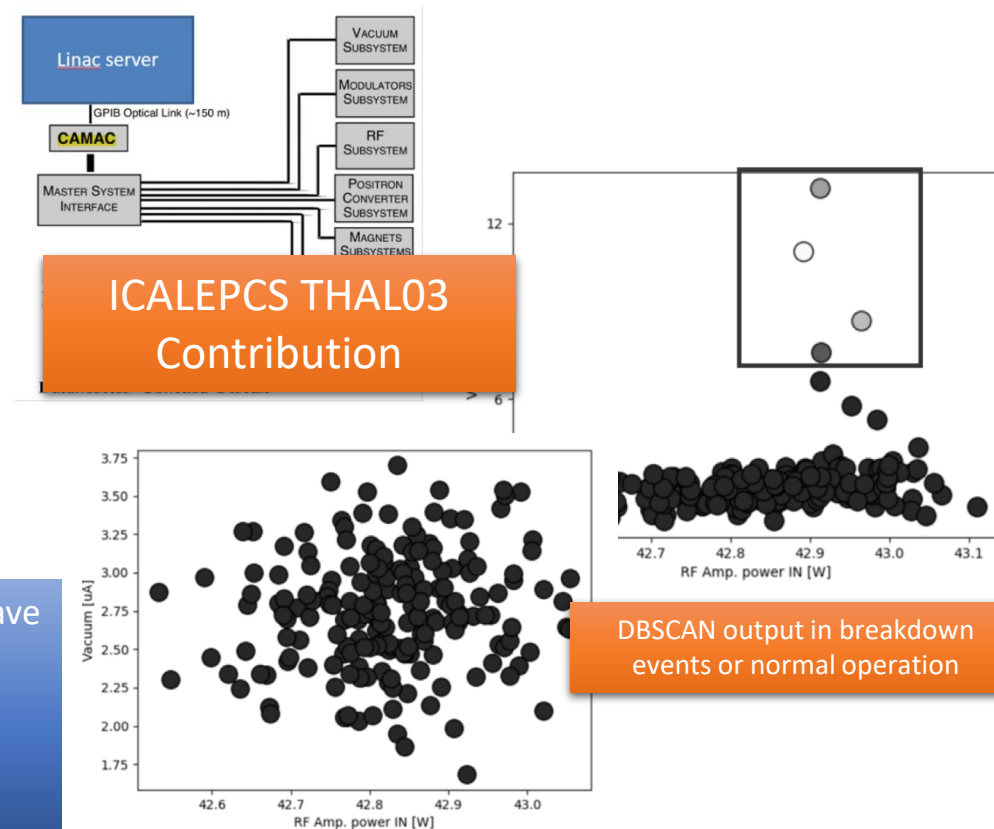 Linac server
GPIB Optical Link (~150 m)
CAMAC
MASTER SYSTEM
INTERFACE
VACUUM
SUBSYSTEM
MODULATORS
SUBSYSTEM
RF
SUBSYSTEM
POSITRON
CONVERTER
SUBSYSTEM
MAGNETS
SUBSYSTEMS
ICALEPCS THAL03
Contribution
12
6
42.7 42.8 42.9 43.0 43.1
RF Amp. power IN [W]
DBSCAN output in breakdown
events or normal operation
3.75
3.50
3.25
3.00
2.75
2.50
2.25
2.00
1.75
Vacuum [uA]
42.6 42.7 42.8 42.9 43.0
RF Amp. power IN [W]